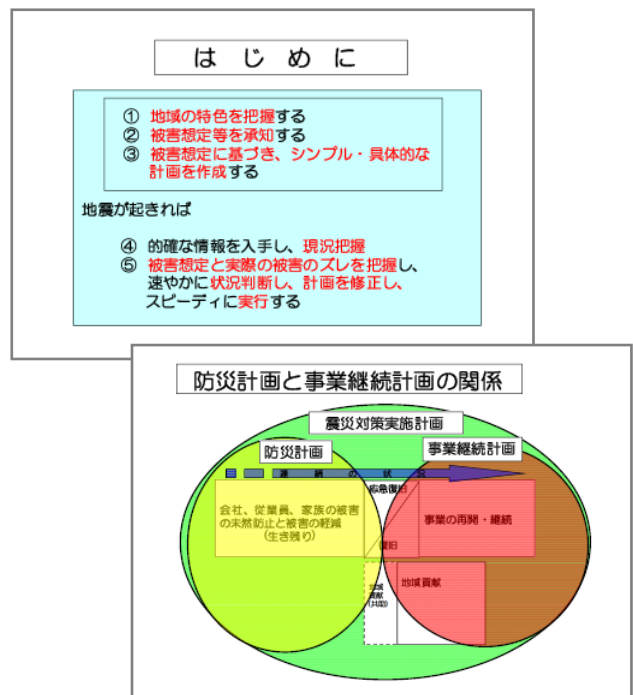 は じ め に
① 地域の特色を把握する
② 被害想定等を承知する
③ 被害想定に基づき、シンプル・具体的な
計画を作成する
地震が起きれば
④ 的確な情報を入手し、現況把握
⑤ 被害想定と実際の被害のズレを把握し、
速やかに状況判断し、計画を修正し、
スピーディに実行する
防災計画と事業継続計画の関係
震災対策実施計画
防災計画
事業継続計画
連 続 の 状 況
応急復旧
会社、従業員、家族の被害
の未然防止と被害の軽減
(生き残り)
事業の再開・継続
復旧
地域
貢献
(共助)
地域貢献